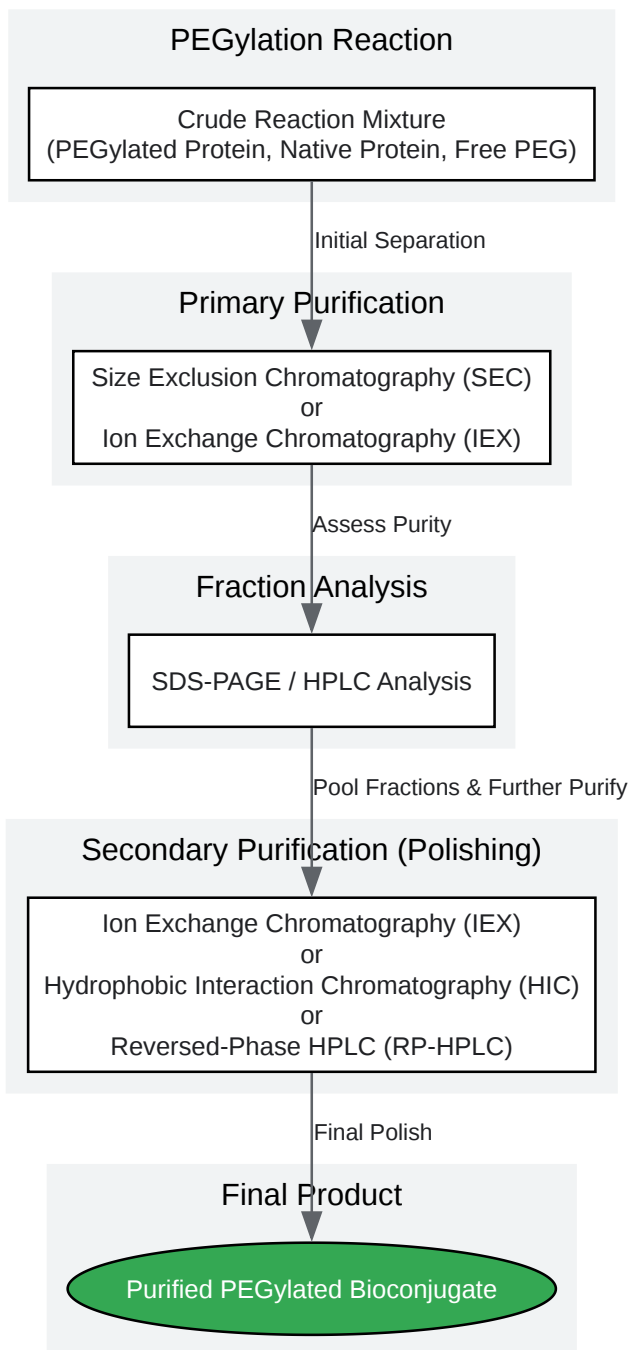 PEGylation Reaction
Crude Reaction Mixture
(PEGylated Protein, Native Protein, Free PEG)
Initial Separation
Primary Purification
Size Exclusion Chromatography (SEC)
or
Ion Exchange Chromatography (IEX)
Assess Purity
Fraction Analysis
SDS-PAGE / HPLC Analysis
Pool Fractions & Further Purify
Secondary Purification (Polishing)
Ion Exchange Chromatography (IEX)
or
Hydrophobic Interaction Chromatography (HIC)
or
Reversed-Phase HPLC (RP-HPLC)
Final Polish
Final Product
Purified PEGylated Bioconjugate